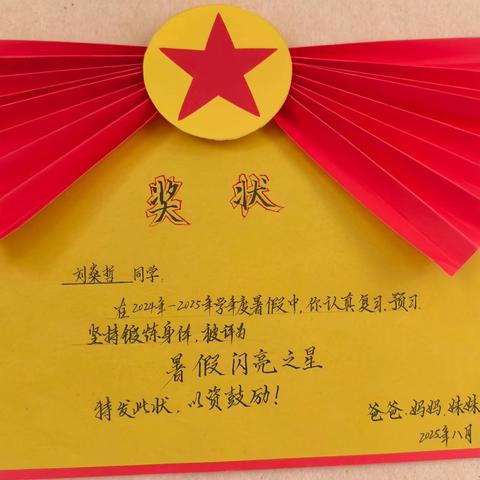 奖状
刘燊哲 同学
在2024年-2025年学年度暑假中，你认真复习、预习
坚持锻炼身体，被评为
暑假闪亮之星
特发此状，以资鼓励！
爸爸、妈妈、妹妹
2025年八月